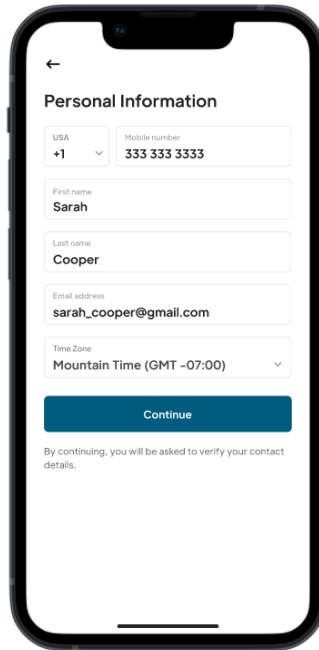 Personal Information
USA
+1
Mobile number
333 333 3333
First name
Sarah
Last name
Cooper
Email address
sarah_cooper@gmail.com
Time Zone
Mountain Time (GMT -07:00)
Continue
By continuing, you will be asked to verify your contact
details.